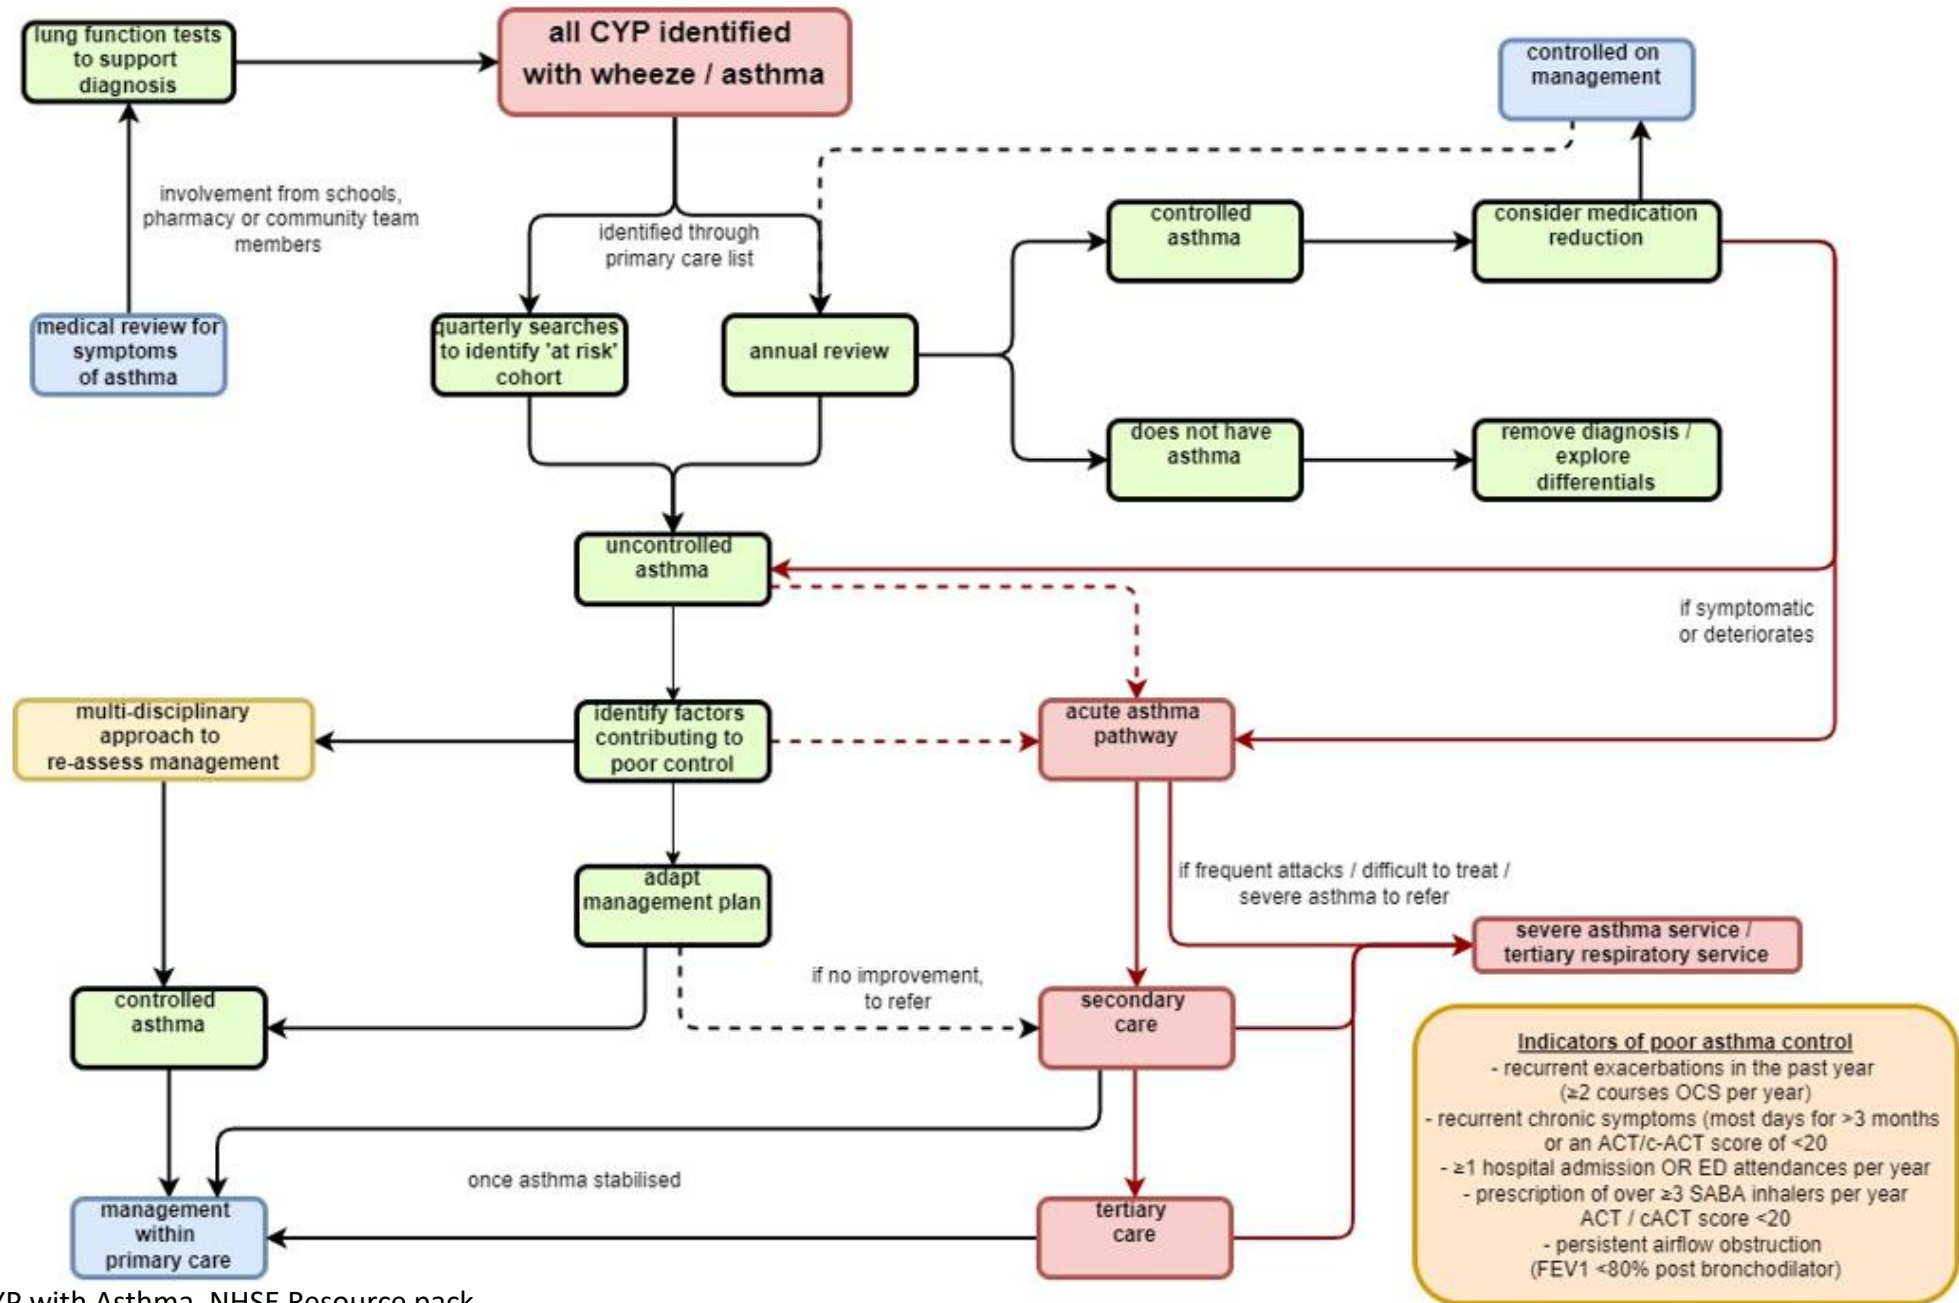 lung function tests
to support
diagnosis
all CYP identified
with wheeze / asthma
controlled on
management
involvement from schools,
pharmacy or community team
members
identified through
primary care list
controlled
asthma
consider medication
reduction
medical review for
symptoms
of asthma
quarterly searches
to identify 'at risk'
cohort
annual review
does not have
asthma
remove diagnosis /
explore
differentials
uncontrolled
asthma
if symptomatic
or deteriorates
multi-disciplinary
approach to
re-assess management
identify factors
contributing to
poor control
acute asthma
pathway
adapt
management plan
if frequent attacks / difficult to treat /
severe asthma to refer
severe asthma service /
tertiary respiratory service
if no improvement,
to refer
controlled
asthma
secondary
care
Indicators of poor asthma control
- recurrent exacerbations in the past year
(≥2 courses OCS per year)
- recurrent chronic symptoms (most days for >3 months
or an ACT/c-ACT score of <20
- ≥1 hospital admission OR ED attendances per year
- prescription of over ≥3 SABA inhalers per year
ACT / cACT score <20
- persistent airflow obstruction
(FEV1 <80% post bronchodilator)
once asthma stabilised
management
within
primary care
tertiary
care
with Asthma, NHSE Resource pack